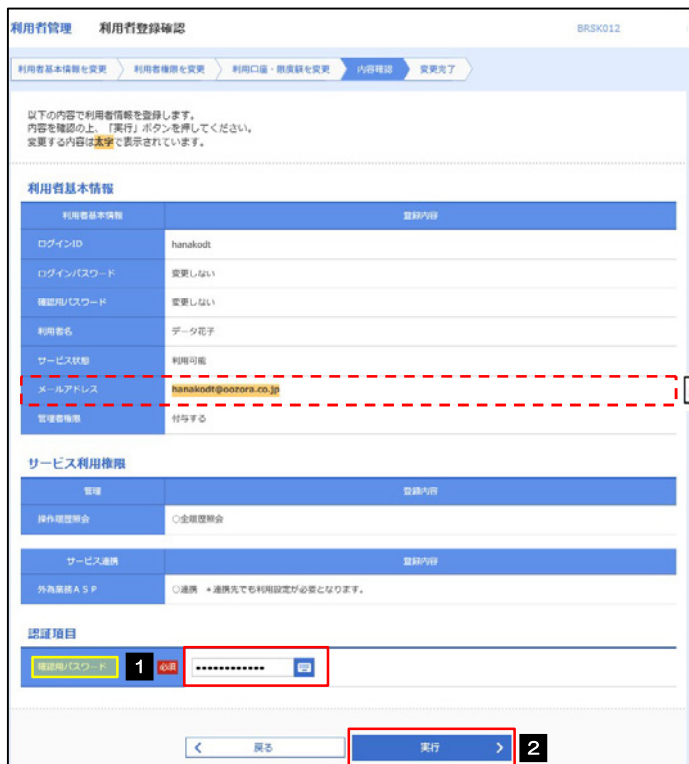 利用者管理 利用者登録確認 BRSK012
利用者基本情報を変更 利用者権限を変更 利用口座・限度額を変更 内容確認 変更完了
以下の内容で利用者情報を登録します。
内容を確認の上、「実行」ボタンを押してください。
変更する内容は太字で表示されています。
利用者基本情報
利用者基本情報 登録内容
ログインID hanakodt
ログインパスワード 変更しない
確認用パスワード 変更しない
利用者名 データ花子
サービス状態 利用可能
メールアドレス hanakodt@oozora.co.jp
管理者権限 付与する
サービス利用権限
管理 登録内容
操作履歴照会 ○全履歴照会
サービス連携 登録内容
外為業務ASP ○連携 *連携先でも利用設定が必要となります。
認証項目
確認用パスワード 1 必須 ••••••••••••
戻る 実行 2